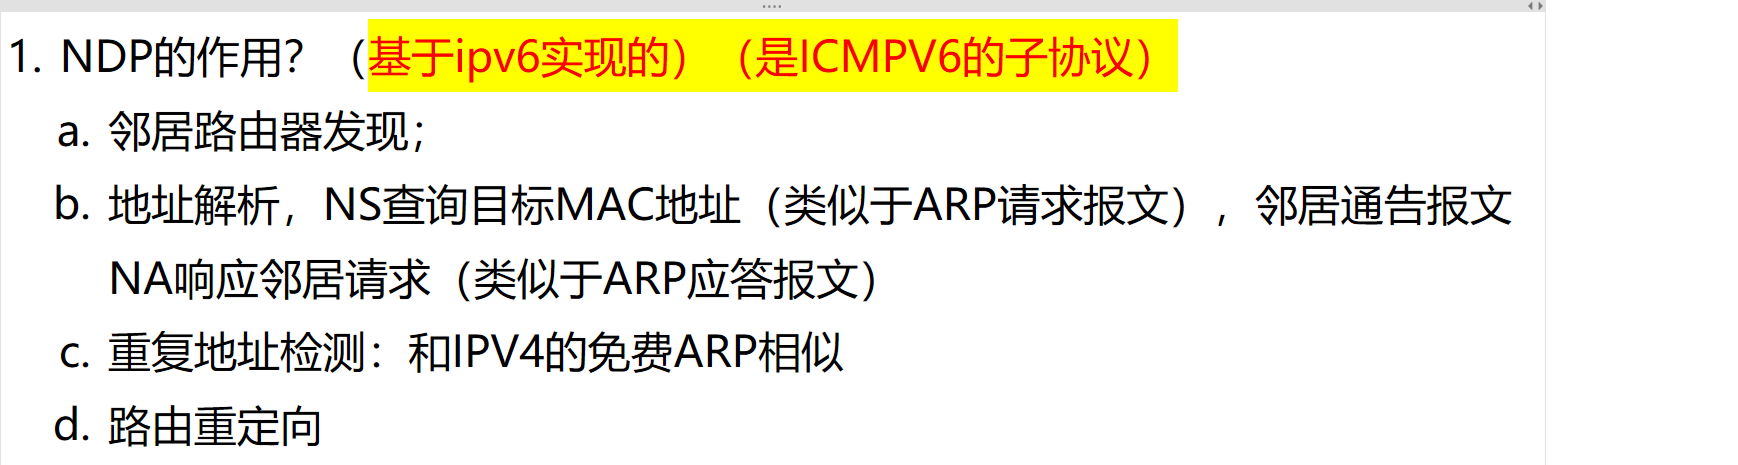 1. NDP的作用？（基于ipv6实现的）（是ICMPV6的子协议）
a. 邻居路由器发现；
b. 地址解析，NS查询目标MAC地址（类似于ARP请求报文），邻居通告报文
NA响应邻居请求（类似于ARP应答报文）
c. 重复地址检测：和IPV4的免费ARP相似
d. 路由重定向